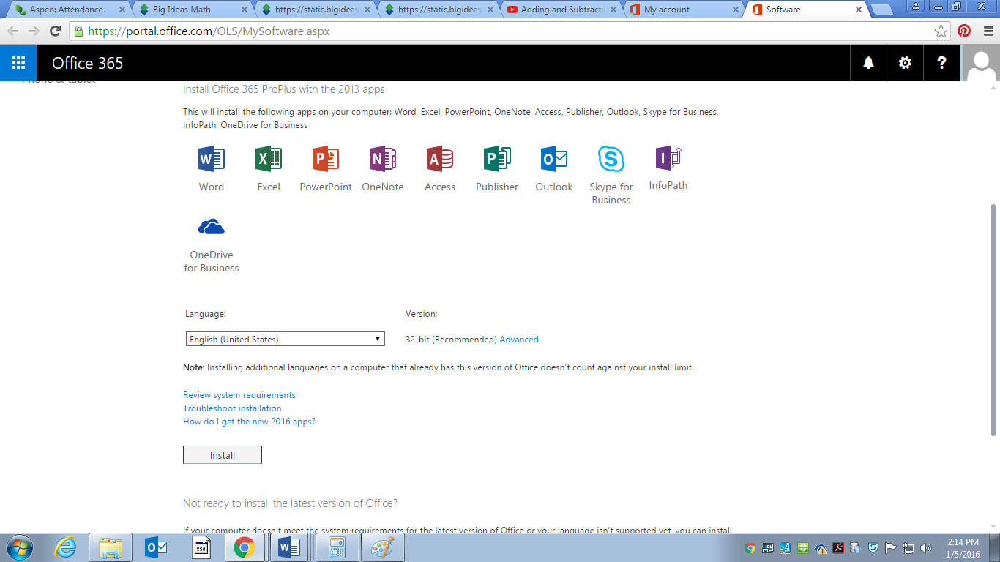 Aspen: Attendance
Big Ideas Math
https://static.bigideas
https://static.bigideas
Adding and Subtracti
My account
Software
https://portal.office.com/OLS/MySoftware.aspx
Office 365
Phone & tablet
Install Office 365 ProPlus with the 2013 apps
This will install the following apps on your computer: Word, Excel, PowerPoint, OneNote, Access, Publisher, Outlook, Skype for Business,
InfoPath, OneDrive for Business
Word
Excel
PowerPoint
OneNote
Access
Publisher
Outlook
Skype for
Business
InfoPath
OneDrive
for Business
Language:
Version:
English (United States)
32-bit (Recommended) Advanced
Note: Installing additional languages on a computer that already has this version of Office doesn't count against your install limit.
Review system requirements
Troubleshoot installation
How do I get the new 2016 apps?
Install
Not ready to install the latest version of Office?
If your computer doesn't meet the system requirements for the latest version of Office or your language isn't supported yet, you can install
2:14 PM
1/5/2016